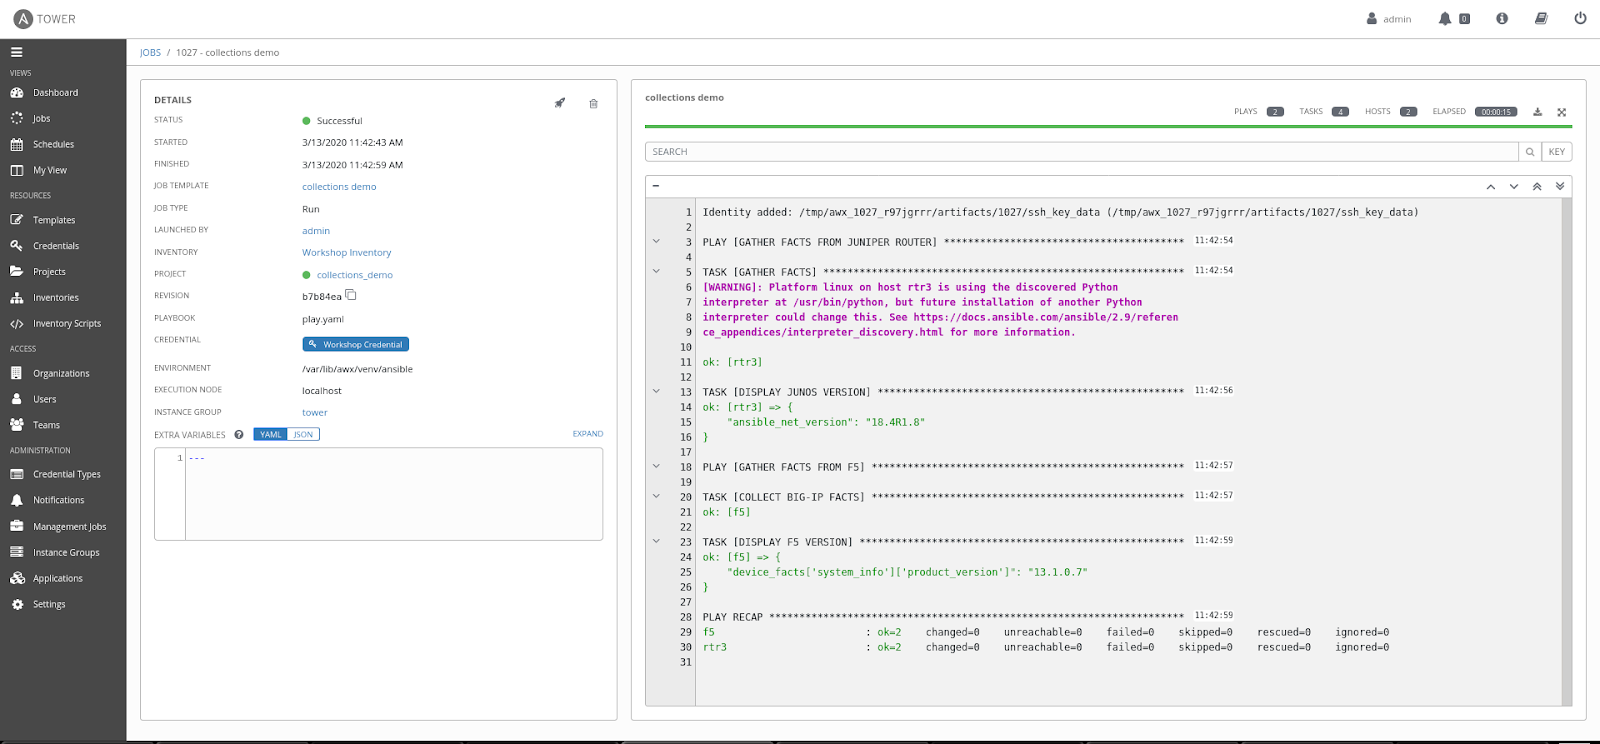 A TOWER
admin
0
VIEWS
Dashboard
Jobs
Schedules
My View
RESOURCES
Templates
Credentials
Projects
Inventories
Inventory Scripts
ACCESS
Organizations
Users
Teams
ADMINISTRATION
Credential Types
Notifications
Management Jobs
Instance Groups
Applications
Settings
JOBS / 1027 - collections demo
DETAILS
STATUS Successful
STARTED 3/13/2020 11:42:43 AM
FINISHED 3/13/2020 11:42:59 AM
JOB TEMPLATE collections demo
JOB TYPE Run
LAUNCHED BY admin
INVENTORY Workshop Inventory
PROJECT collections_demo
REVISION b7b84ea
PLAYBOOK play.yaml
CREDENTIAL Workshop Credential
ENVIRONMENT /var/lib/awx/venv/ansible
EXECUTION NODE localhost
INSTANCE GROUP tower
EXTRA VARIABLES ? YAML JSON EXPAND
1 ---
collections demo
PLAYS 2 TASKS 4 HOSTS 2 ELAPSED 00:00:15
SEARCH KEY
1 Identity added: /tmp/awx_1027_r97jgrrr/artifacts/1027/ssh_key_data (/tmp/awx_1027_r97jgrrr/artifacts/1027/ssh_key_data)
2
3 PLAY [GATHER FACTS FROM JUNIPER ROUTER] **************************************** 11:42:54
4
5 TASK [GATHER FACTS] ************************************************************ 11:42:54
6 [WARNING]: Platform linux on host rtr3 is using the discovered Python
7 interpreter at /usr/bin/python, but future installation of another Python
8 interpreter could change this. See https://docs.ansible.com/ansible/2.9/referen
9 ce_appendices/interpreter_discovery.html for more information.
10
11 ok: [rtr3]
12
13 TASK [DISPLAY JUNOS VERSION] *************************************************** 11:42:56
14 ok: [rtr3] => {
15 "ansible_net_version": "18.4R1.8"
16 }
17
18 PLAY [GATHER FACTS FROM F5] **************************************************** 11:42:57
19
20 TASK [COLLECT BIG-IP FACTS] **************************************************** 11:42:57
21 ok: [f5]
22
23 TASK [DISPLAY F5 VERSION] ****************************************************** 11:42:59
24 ok: [f5] => {
25 "device_facts['system_info']['product_version']": "13.1.0.7"
26 }
27
28 PLAY RECAP ********************************************************************* 11:42:59
29 f5 : ok=2 changed=0 unreachable=0 failed=0 skipped=0 rescued=0 ignored=0
30 rtr3 : ok=2 changed=0 unreachable=0 failed=0 skipped=0 rescued=0 ignored=0
31